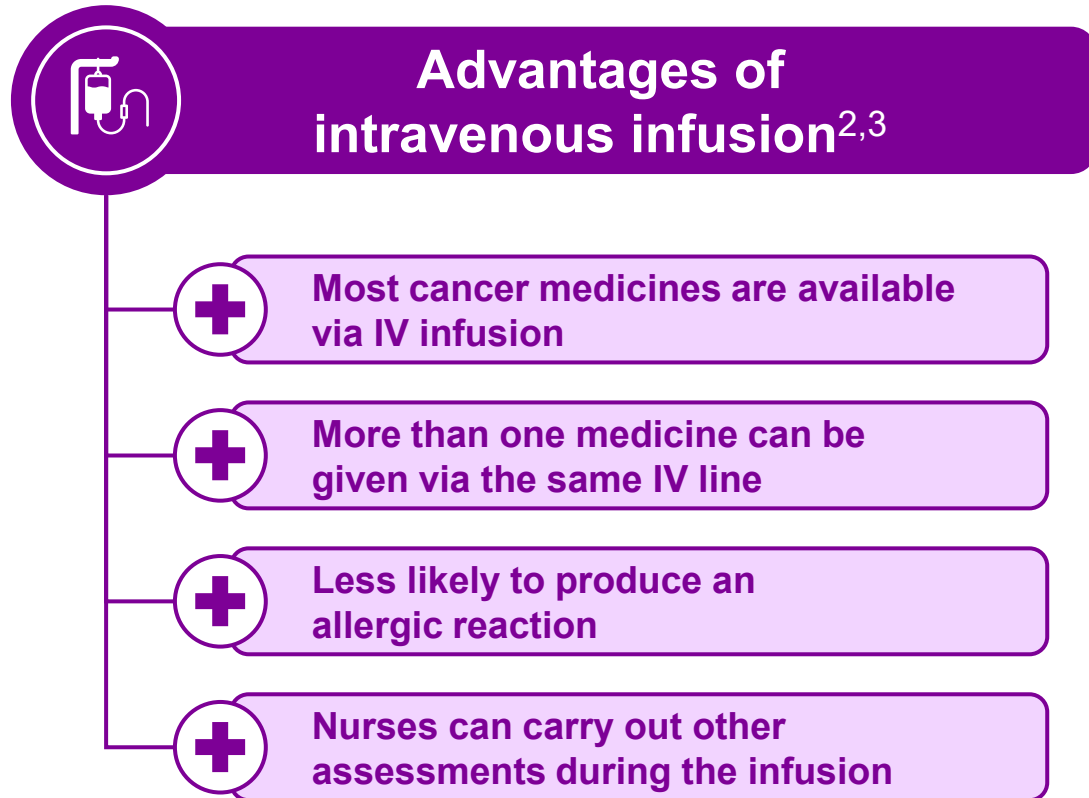 Advantages of
intravenous infusion2,3
Most cancer medicines are available
via IV infusion
More than one medicine can be
given via the same IV line
Less likely to produce an
allergic reaction
Nurses can carry out other
assessments during the infusion